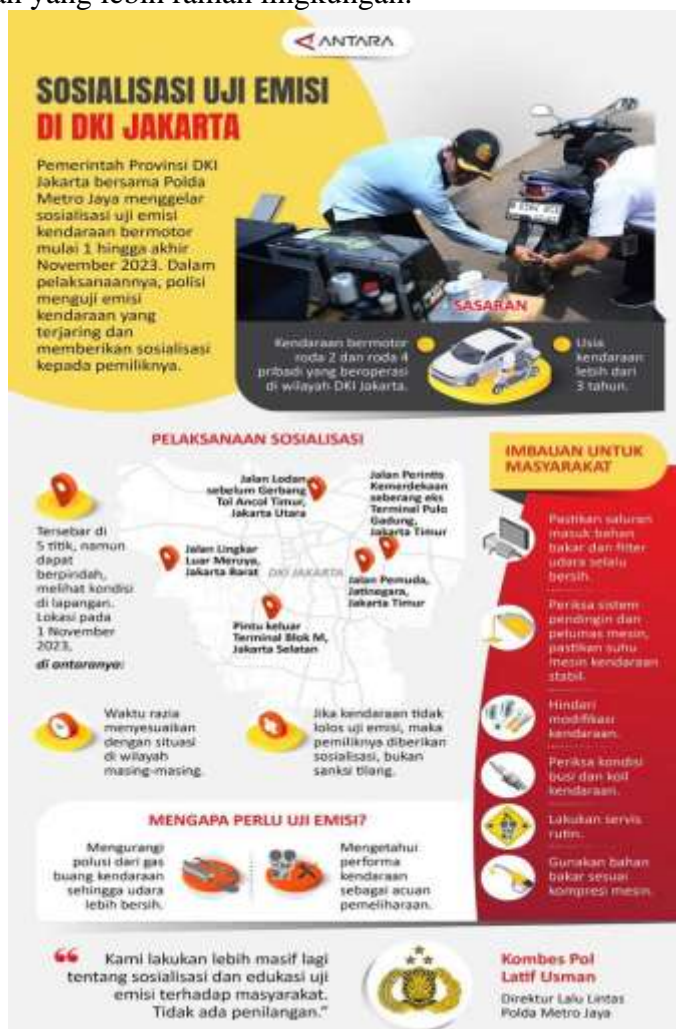 yang lebih ramah lingkungan.
ANTARA
SOSIALISASI UJI EMISI
DI DKI JAKARTA
Pemerintah Provinsi DKI
Jakarta bersama Polda
Metro Jaya menggelar
sosialisasi uji emisi
kendaraan bermotor
mulai 1 hingga akhir
November 2023. Dalam
pelaksanaannya, polisi
menguji emisi
kendaraan yang
terjaring dan
memberikan sosialisasi
kepada pemiliknya.
SASARAN
Kendaraan bermotor
roda 2 dan roda 4
pribadi yang beroperasi
di wilayah DKI Jakarta.
Usia
kendaraan
lebih dari
3 tahun.
PELAKSANAAN SOSIALISASI
Tersebar di
5 titik, namun
dapat
berpindah,
melihat kondisi
di lapangan.
Lokasi pada
1 November
2023,
di antaranya:
Jalan Lodan
sebelum Gerbang
Tol Ancol Timur,
Jakarta Utara
Jalan Perintis
Kemerdekaan
seberang eks
Terminal Pulo
Gadung,
Jakarta Timur
Jalan Lingkar
Luar Meruya,
Jakarta Barat
DKI JAKARTA
Jalan Pemuda,
Jatinegara,
Jakarta Timur
Pintu keluar
Terminal Blok M,
Jakarta Selatan
Waktu razia
menyesuaikan
dengan situasi
di wilayah
masing-masing.
Jika kendaraan tidak
lolos uji emisi, maka
pemiliknya diberikan
sosialisasi, bukan
sanksi tilang.
IMBAUAN UNTUK
MASYARAKAT
Pastikan saluran
masuk bahan
bakar dan filter
udara selalu
bersih.
Periksa sistem
pendingin dan
pelumas mesin,
pastikan suhu
mesin kendaraan
stabil.
Hindari
modifikasi
kendaraan.
Periksa kondisi
busi dan koil
kendaraan.
Lakukan servis
rutin.
Gunakan bahan
bakar sesuai
kompresi mesin.
MENGAPA PERLU UJI EMISI?
Mengurangi
polusi dari gas
buang kendaraan
sehingga udara
lebih bersih.
Mengetahui
performa
kendaraan
sebagai acuan
pemeliharaan.
“ Kami lakukan lebih masif lagi
tentang sosialisasi dan edukasi uji
emisi terhadap masyarakat.
Tidak ada penilangan.”
Kombes Pol
Latif Usman
Direktur Lalu Lintas
Polda Metro Jaya